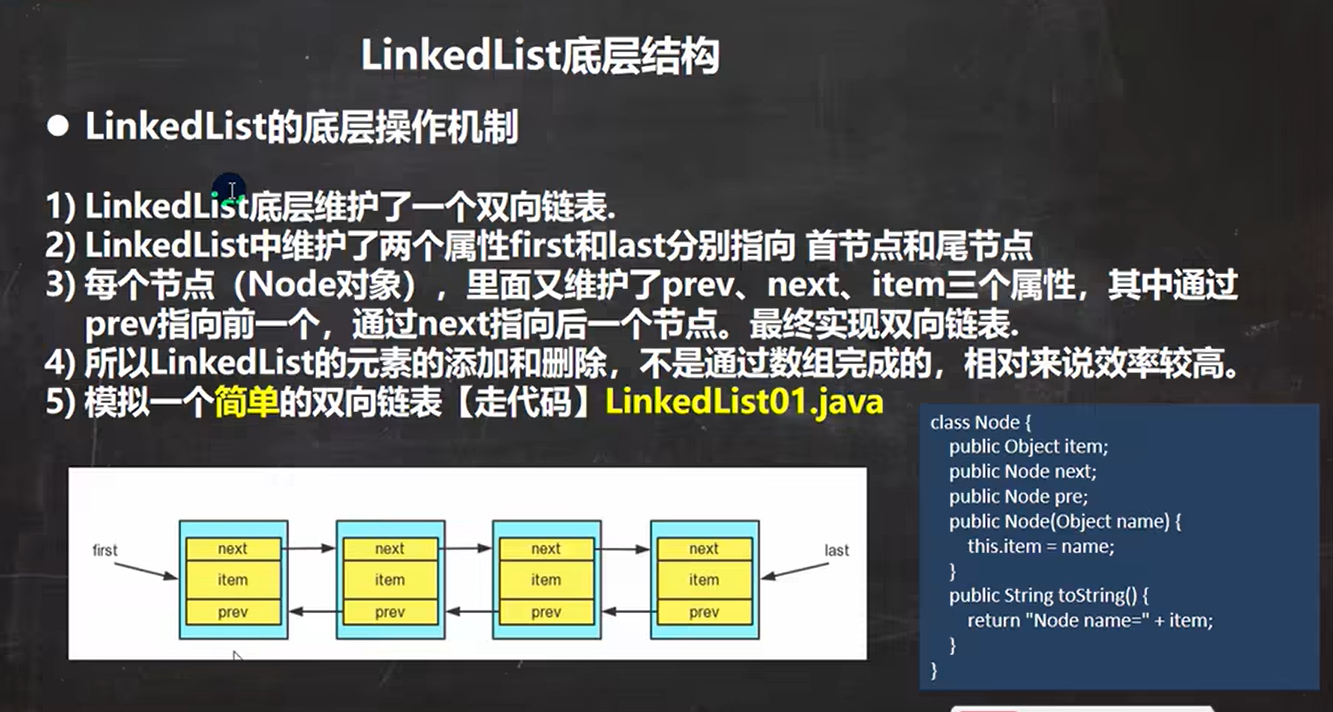 LinkedList底层结构
● LinkedList的底层操作机制
1) LinkedList底层维护了一个双向链表.
2) LinkedList中维护了两个属性first和last分别指向 首节点和尾节点
3) 每个节点（Node对象），里面又维护了prev、next、item三个属性，其中通过
prev指向前一个，通过next指向后一个节点。最终实现双向链表.
4) 所以LinkedList的元素的添加和删除，不是通过数组完成的，相对来说效率较高。
5) 模拟一个简单的双向链表【走代码】LinkedList01.java
first
next
item
prev
next
item
prev
next
item
prev
next
item
prev
last
class Node {
public Object item;
public Node next;
public Node pre;
public Node(Object name) {
this.item = name;
}
public String toString() {
return "Node name=" + item;
}
}